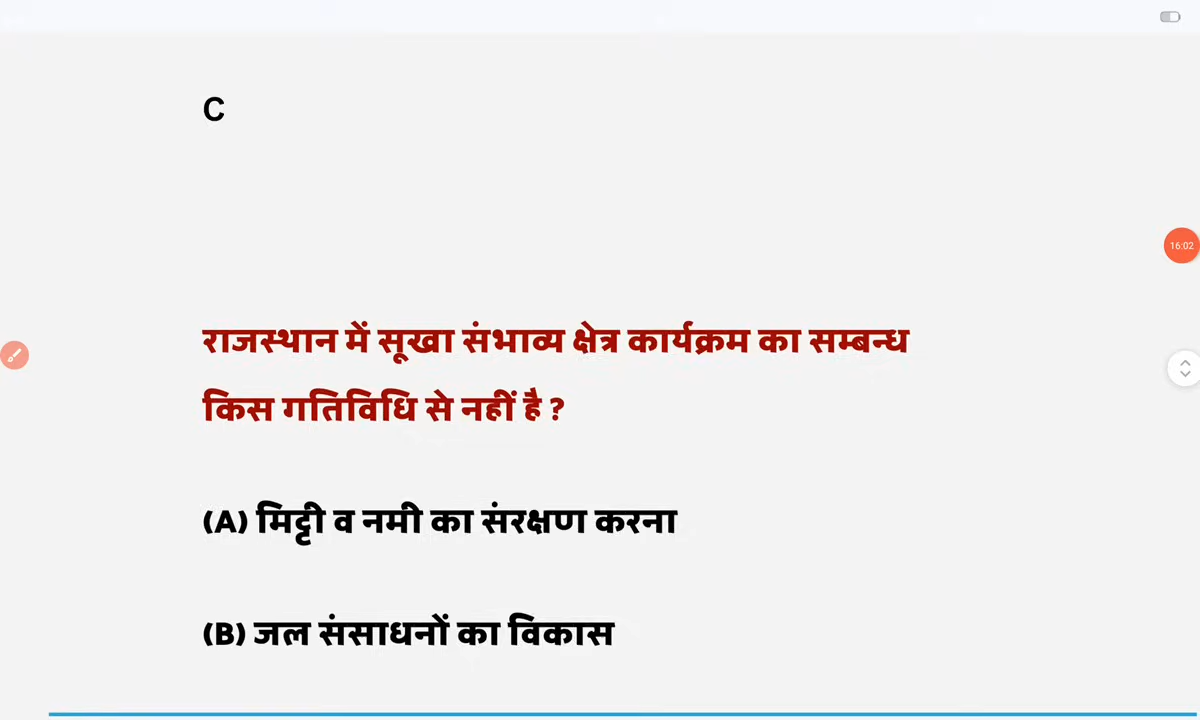 C
16:02
राजस्थान में सूखा संभाव्य क्षेत्र कार्यक्रम का सम्बन्ध
किस गतिविधि से नहीं है ?
(A) मिट्टी व नमी का संरक्षण करना
(B) जल संसाधनों का विकास